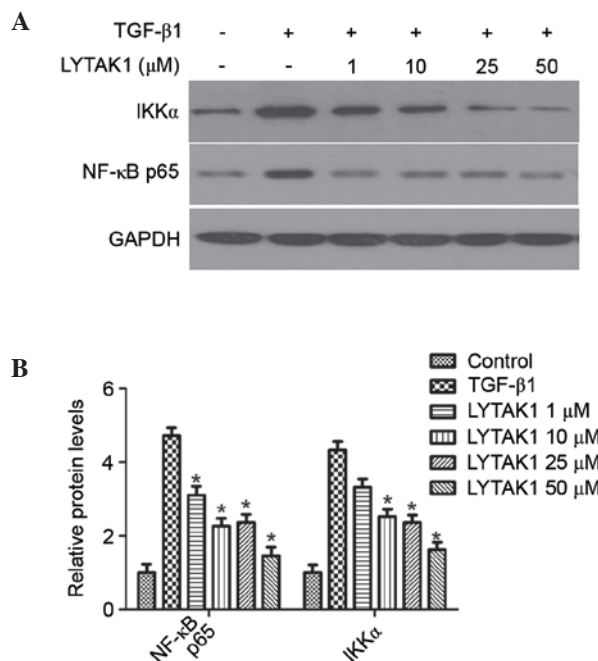 A
TGF-β1 - + + + + +
LYTAK1 (μM) - - 1 10 25 50
IKKα
NF-κB p65
GAPDH
B
Control
TGF-β1
LYTAK1 1 μM
LYTAK1 10 μM
LYTAK1 25 μM
LYTAK1 50 μM
Relative protein levels
6
4
2
0
* * * *
* * *
NF-κB
p65
IKKα